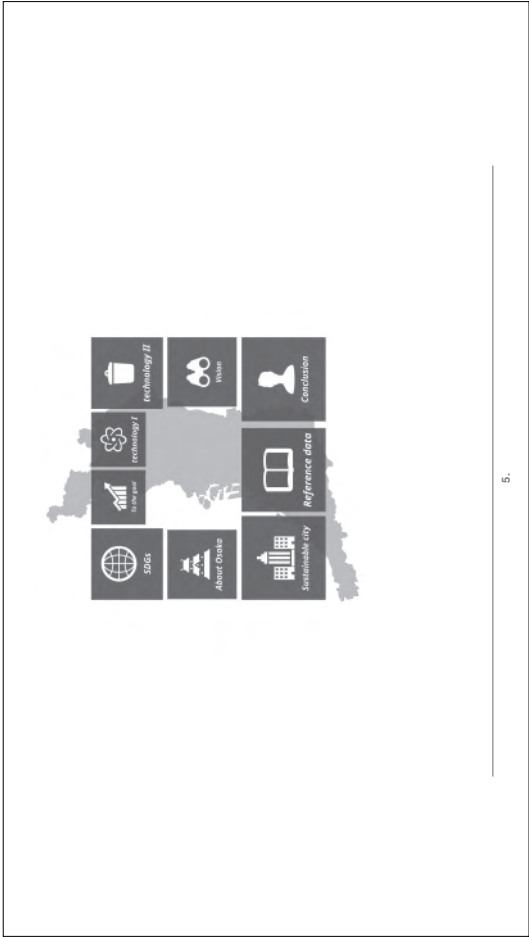 SDGs
To the goal
technology I
technology II
About Osaka
Vision
Sustainable city
Reference data
Conclusion
5.